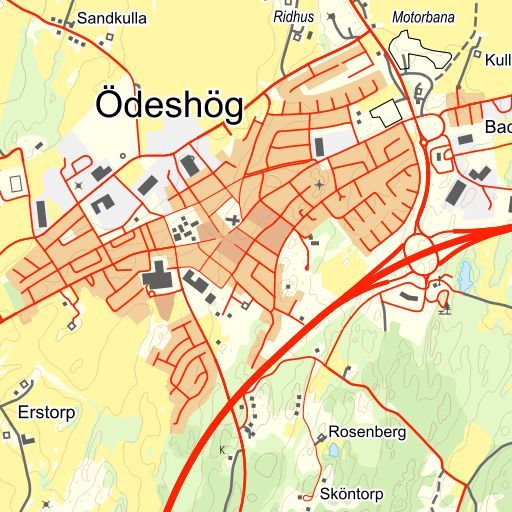 Sandkulla
Ridhus
Motorbana
Kull
Ödeshög
Bac
Erstorp
Rosenberg
K
Sköntorp